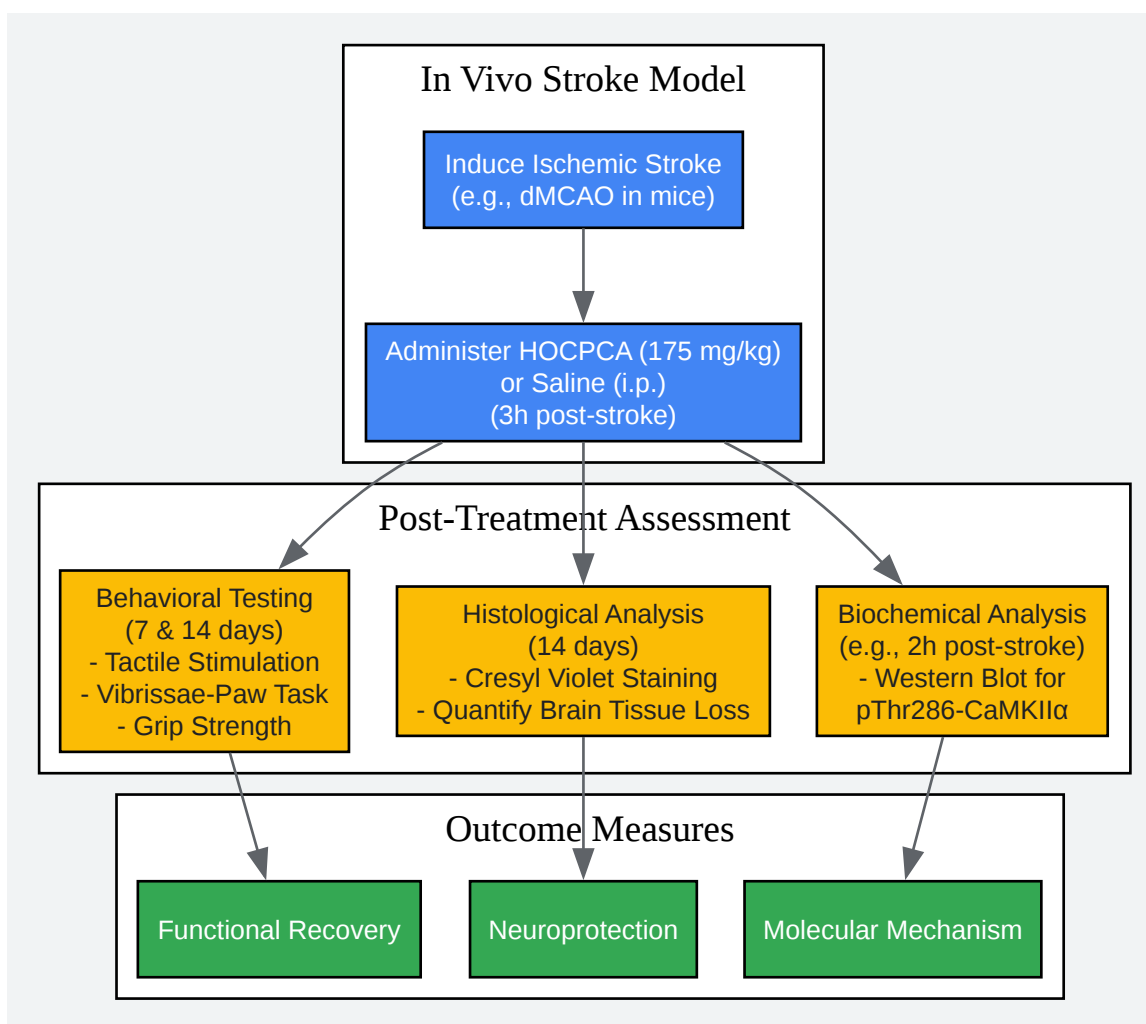 In Vivo Stroke Model
Induce Ischemic Stroke
(e.g., dMCAO in mice)
Administer HOCPCA (175 mg/kg)
or Saline (i.p.)
(3h post-stroke)
Post-Treatment Assessment
Behavioral Testing
(7 & 14 days)
- Tactile Stimulation
- Vibrissae-Paw Task
- Grip Strength
Histological Analysis
(14 days)
- Cresyl Violet Staining
- Quantify Brain Tissue Loss
Biochemical Analysis
(e.g., 2h post-stroke)
- Western Blot for
pThr286-CaMKIIα
Outcome Measures
Functional Recovery
Neuroprotection
Molecular Mechanism